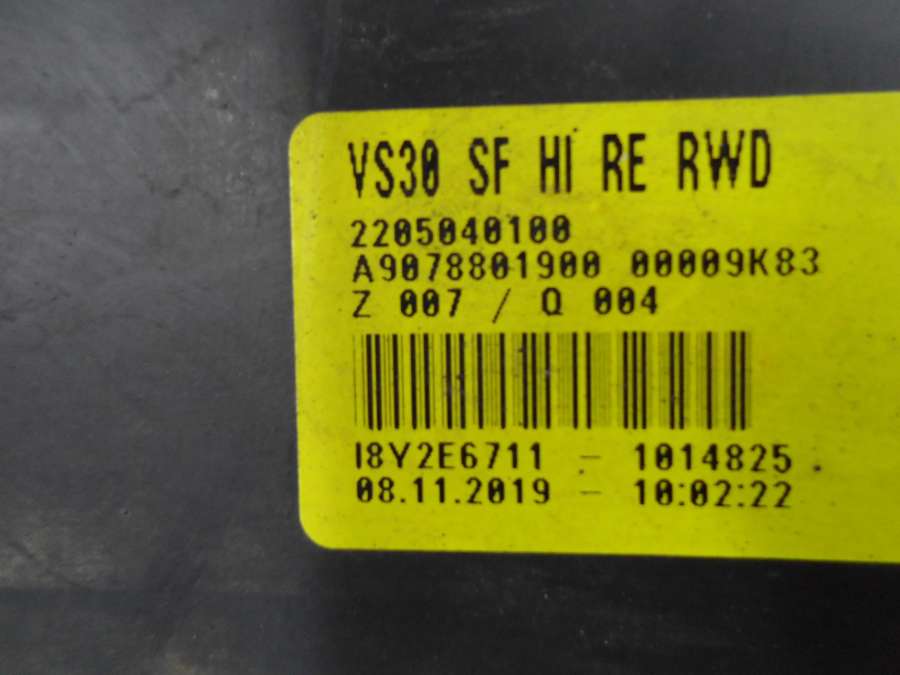 VS30 SF HI RE RWD
2205040100
A9078801900 00009K83
Z 007 / Q 004
I8Y2E6711 - 1014825
08.11.2019 - 10:02:22